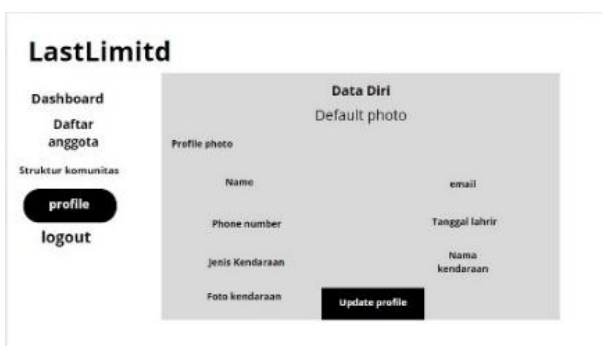 LastLimitd
Dashboard
Daftar
anggota
Struktur komunitas
profile
logout
Data Diri
Default photo
Profile photo
Name
email
Phone number
Tanggal lahrir
Jenis Kendaraan
Nama
kendaraan
Foto kendaraan
Update profile